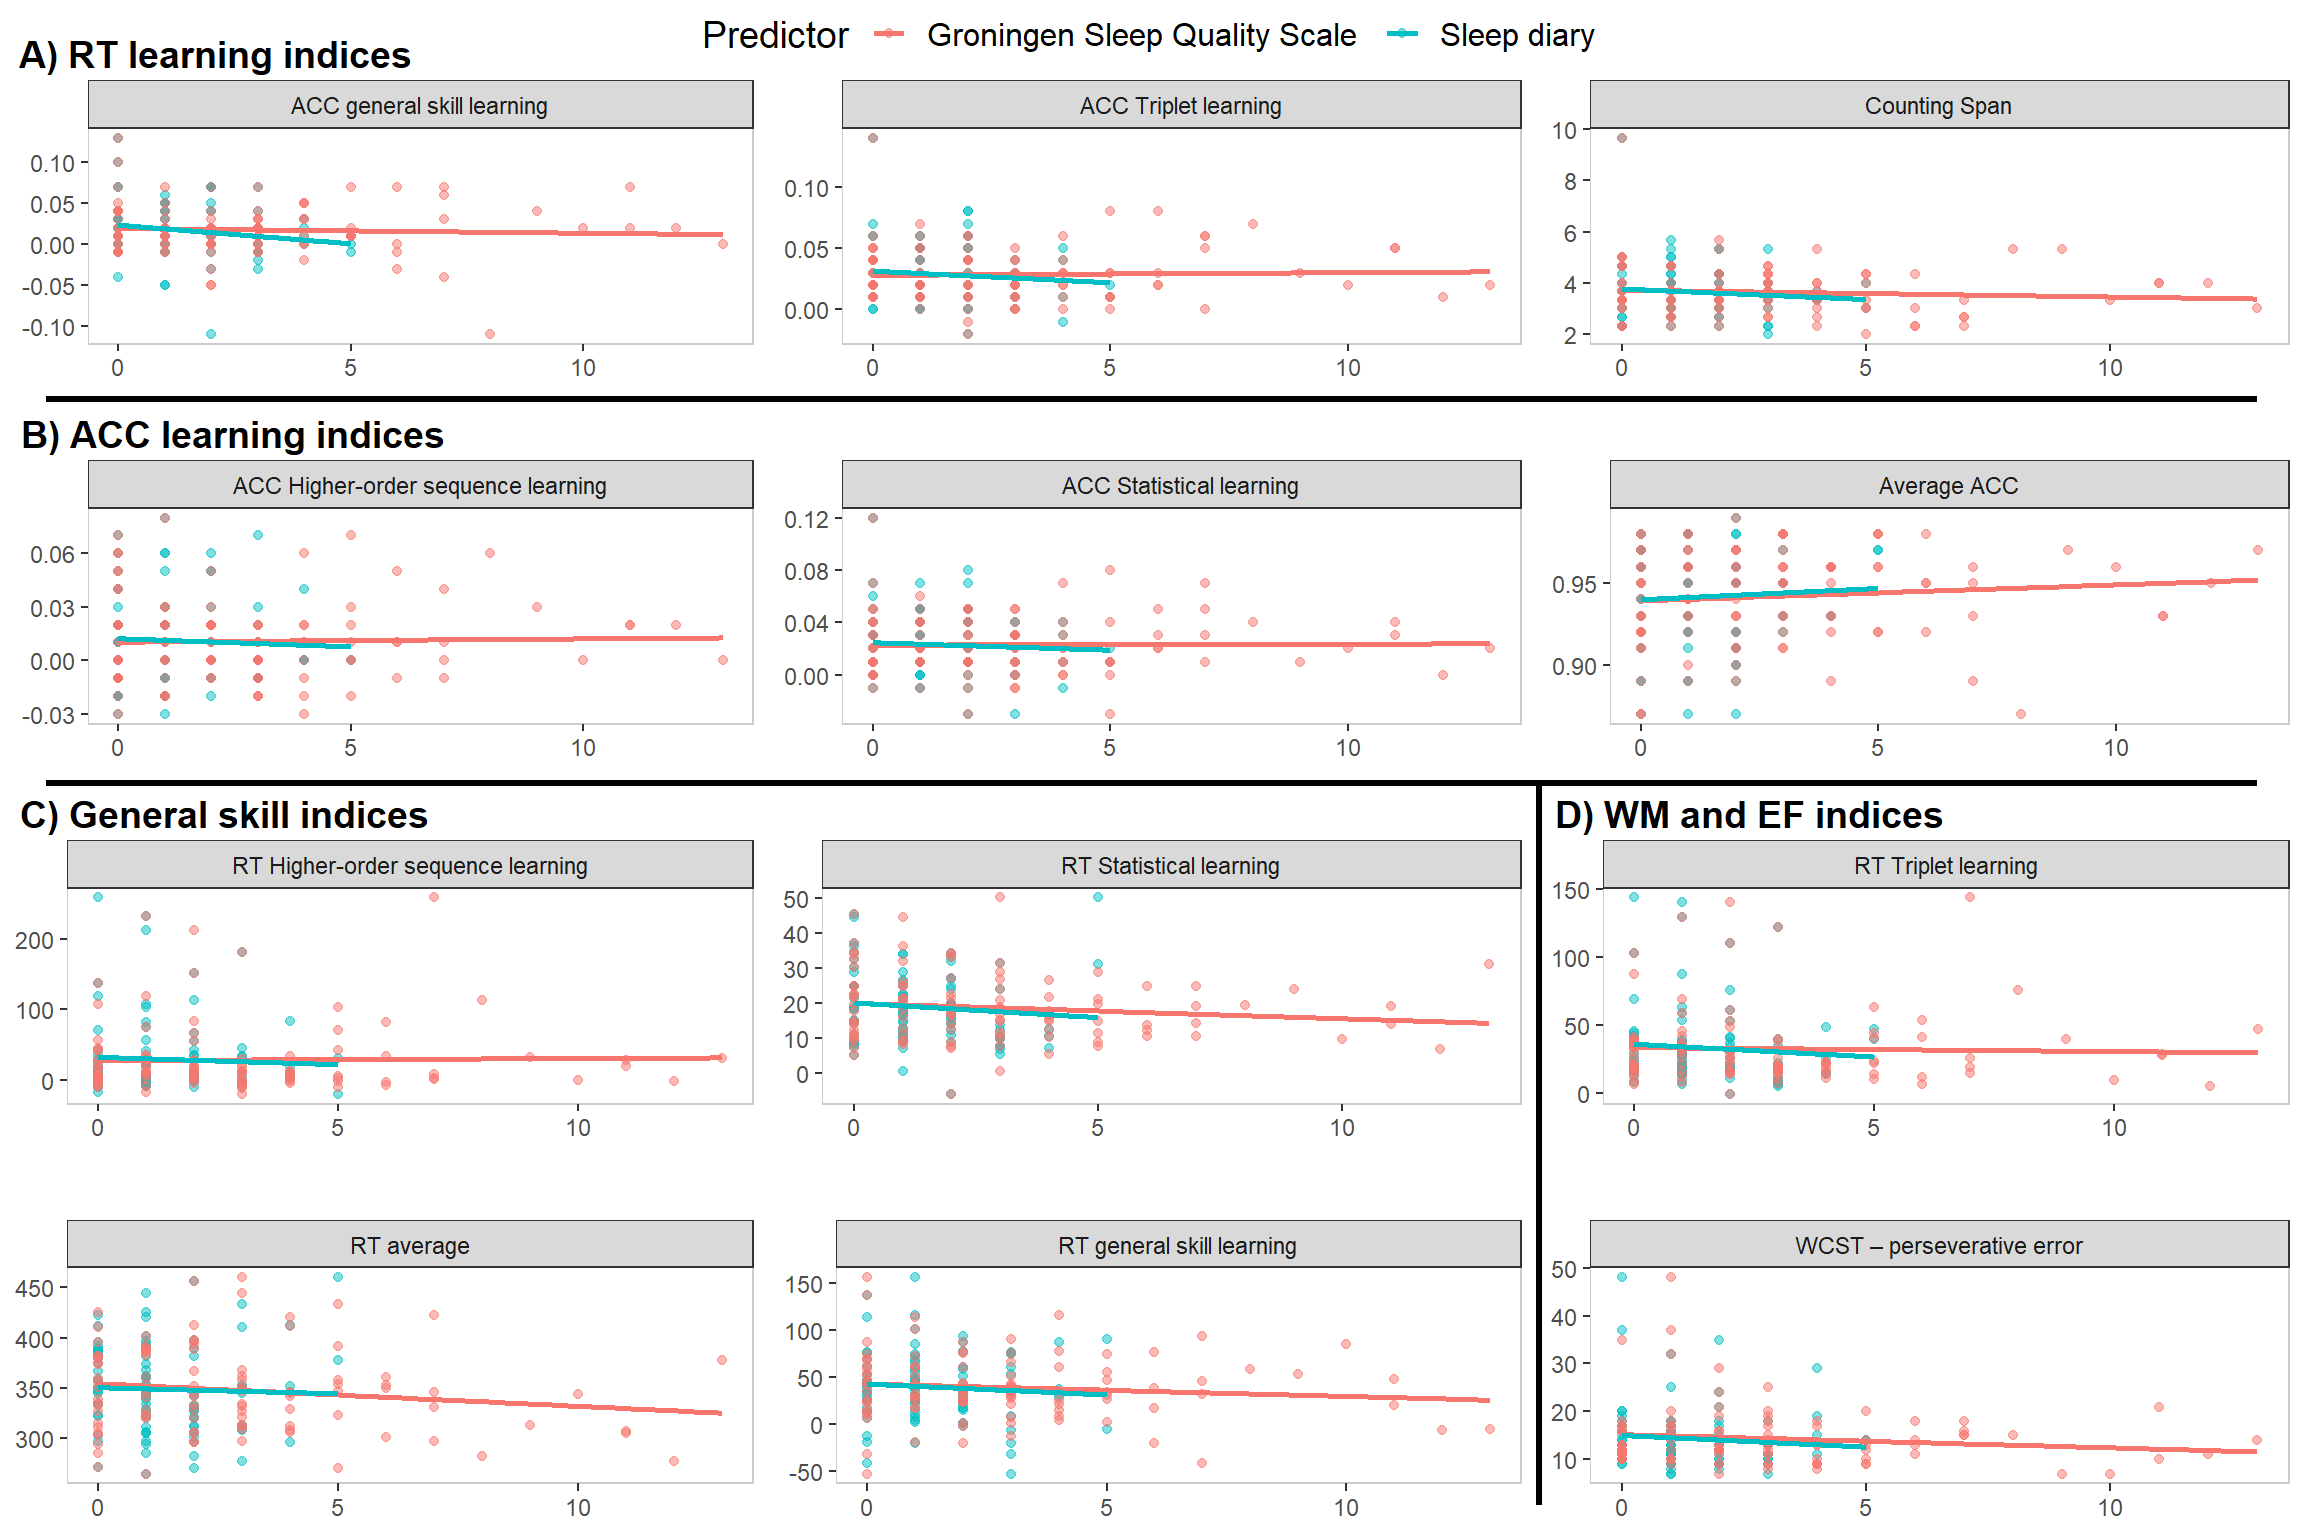 Predictor Groningen Sleep Quality Scale Sleep diary
A) RT learning indices
ACC general skill learning
0.10
0.05
0.00
-0.05
-0.10
0 5 10
ACC Triplet learning
0.10
0.05
0.00
0 5 10
Counting Span
10
8
6
4
2
0 5 10
B) ACC learning indices
ACC Higher-order sequence learning
0.06
0.03
0.00
-0.03
0 5 10
ACC Statistical learning
0.12
0.08
0.04
0.00
0 5 10
Average ACC
0.95
0.90
0 5 10
C) General skill indices
RT Higher-order sequence learning
200
100
0
0 5 10
RT Statistical learning
50
40
30
20
10
0
0 5 10
D) WM and EF indices
RT Triplet learning
150
100
50
0
0 5 10
RT average
450
400
350
300
0 5 10
RT general skill learning
150
100
50
0
-50
0 5 10
WCST – perseverative error
50
40
30
20
10
0 5 10